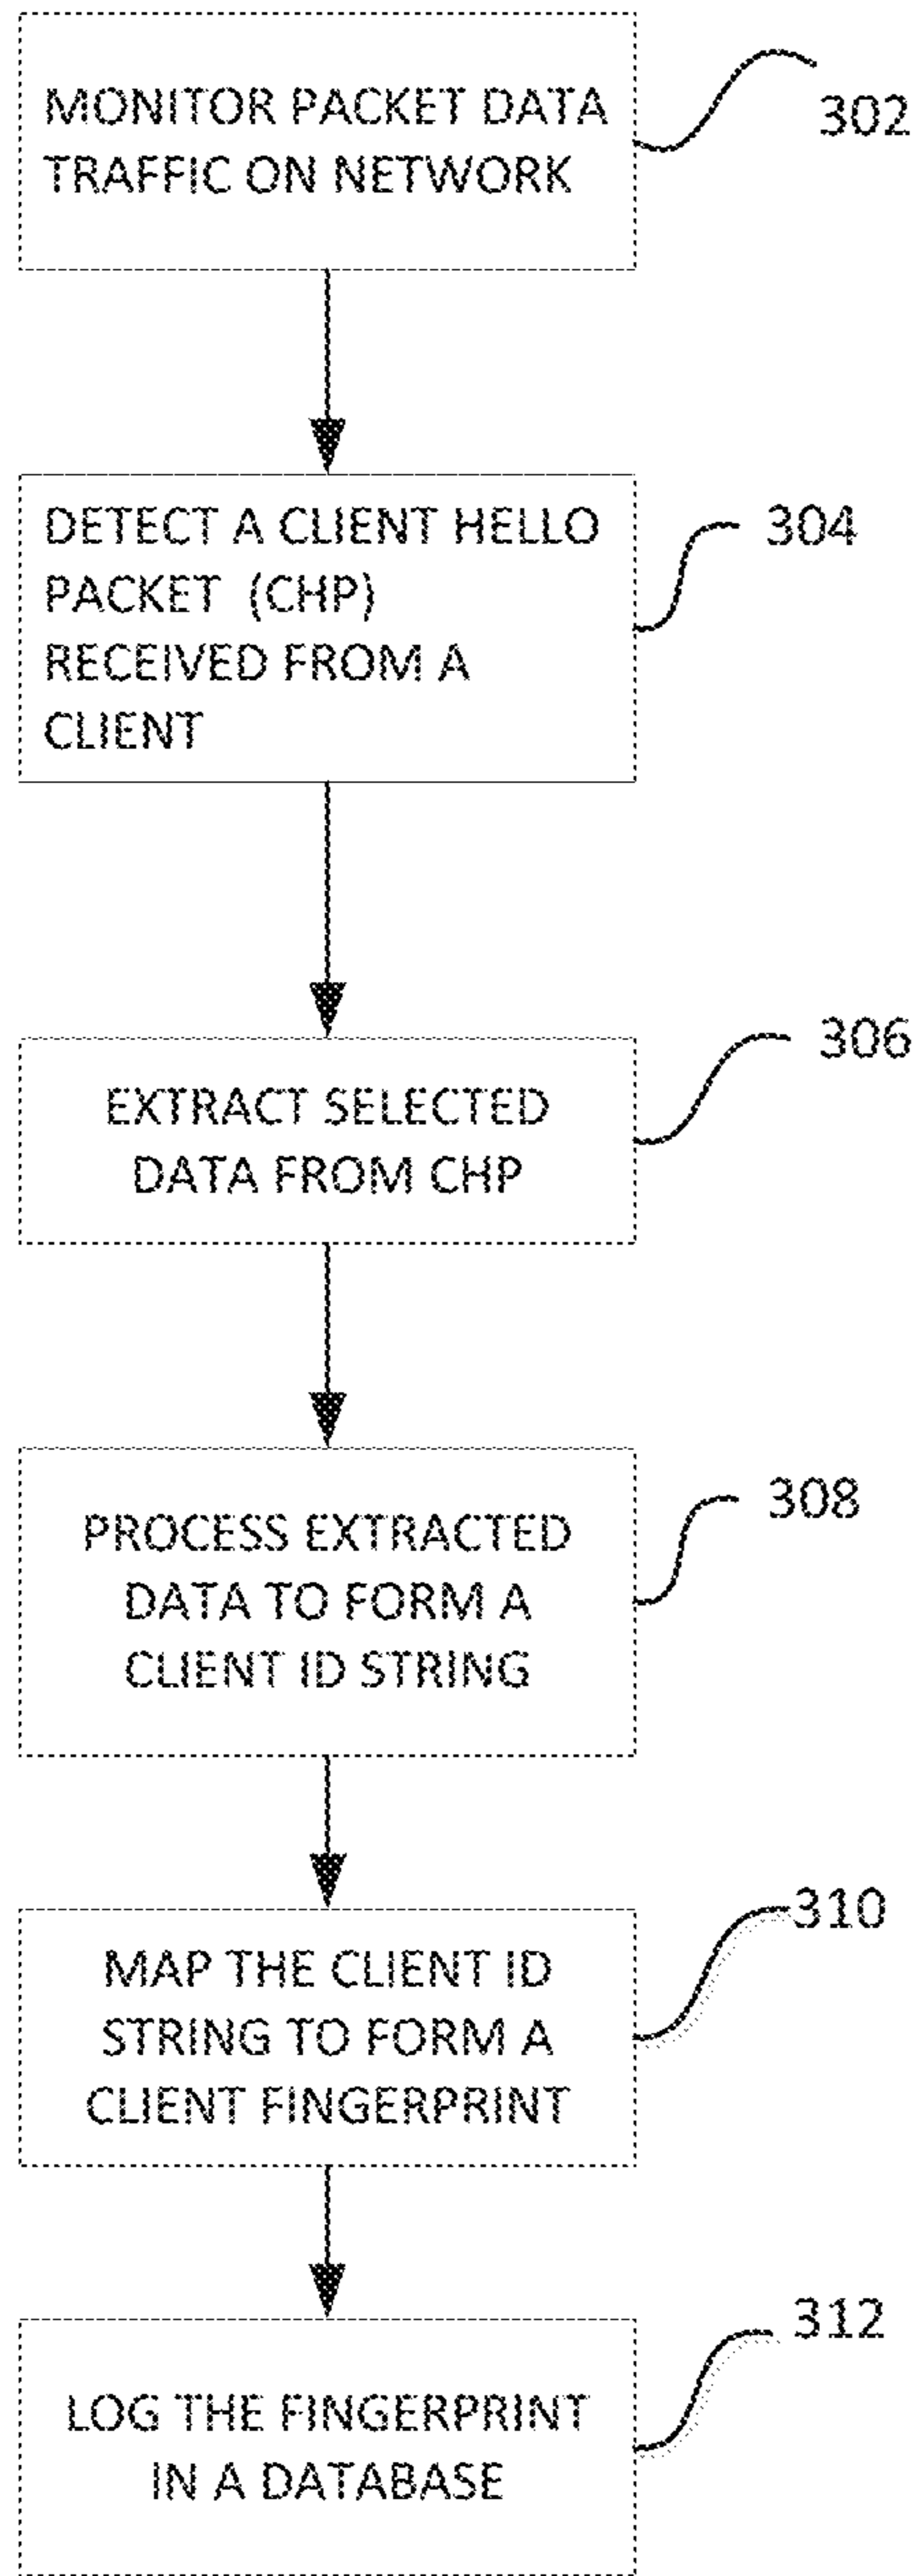 MONITOR PACKET DATA
TRAFFIC ON NETWORK
302
DETECT A CLIENT HELLO
PACKET (CHP)
RECEIVED FROM A
CLIENT
304
EXTRACT SELECTED
DATA FROM CHP
306
PROCESS EXTRACTED
DATA TO FORM A
CLIENT ID STRING
308
MAP THE CLIENT ID
STRING TO FORM A
CLIENT FINGERPRINT
310
LOG THE FINGERPRINT
IN A DATABASE
312